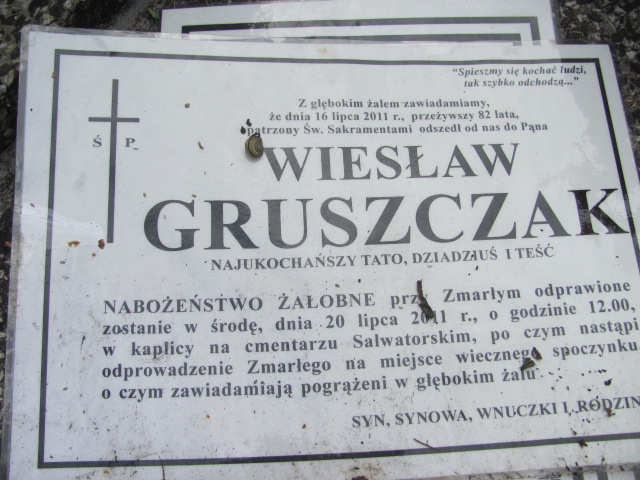 "Spieszmy się kochać ludzi,
tak szybko odchodzą..."
Z głębokim żalem zawiadamiamy,
że dnia 16 lipca 2011 r., przeżywszy 82 lata,
opatrzony Św. Sakramentami odszedł od nas do Pana
Ś P.
WIESŁAW
GRUSZCZAK
NAJUKOCHAŃSZY TATO, DZIADZIUŚ I TEŚĆ
NABOŻEŃSTWO ŻAŁOBNE przy Zmarłym odprawione
zostanie w środę, dnia 20 lipca 2011 r., o godzinie 12.00,
w kaplicy na cmentarzu Salwatorskim, po czym nastąpi
odprowadzenie Zmarłego na miejsce wiecznego spoczynku,
o czym zawiadamiają pogrążeni w głębokim żalu
SYN, SYNOWA, WNUCZKI I RODZIN